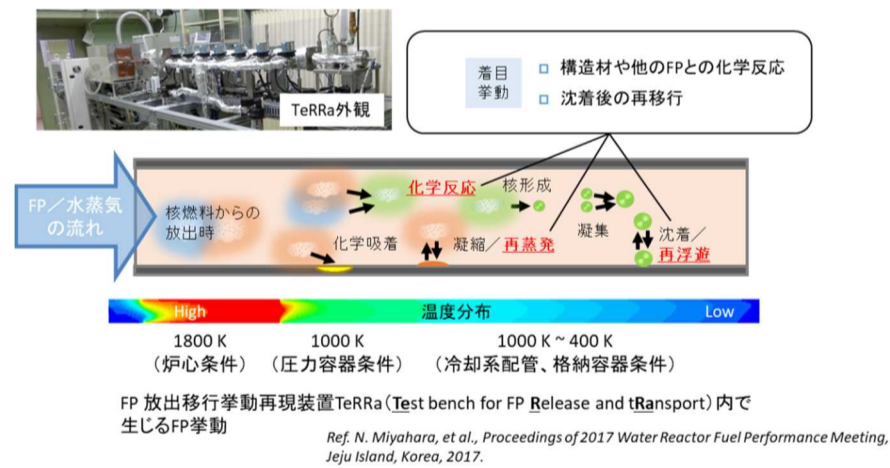 TeRRa外観
着目
挙動
□ 構造材や他のFPとの化学反応
□ 沈着後の再移行
FP／水蒸気
の流れ
核燃料からの
放出時
化学反応
核形成
化学吸着
凝縮／再蒸発
凝集
沈着／
再浮遊
High
温度分布
Low
1800 K
（炉心条件）
1000 K
（圧力容器条件）
1000 K ~ 400 K
（冷却系配管、格納容器条件）
FP 放出移行挙動再現装置TeRRa（Test bench for FP Release and tRansport）内で
生じるFP挙動
Ref. N. Miyahara, et al., Proceedings of 2017 Water Reactor Fuel Performance Meeting,
Jeju Island, Korea, 2017.